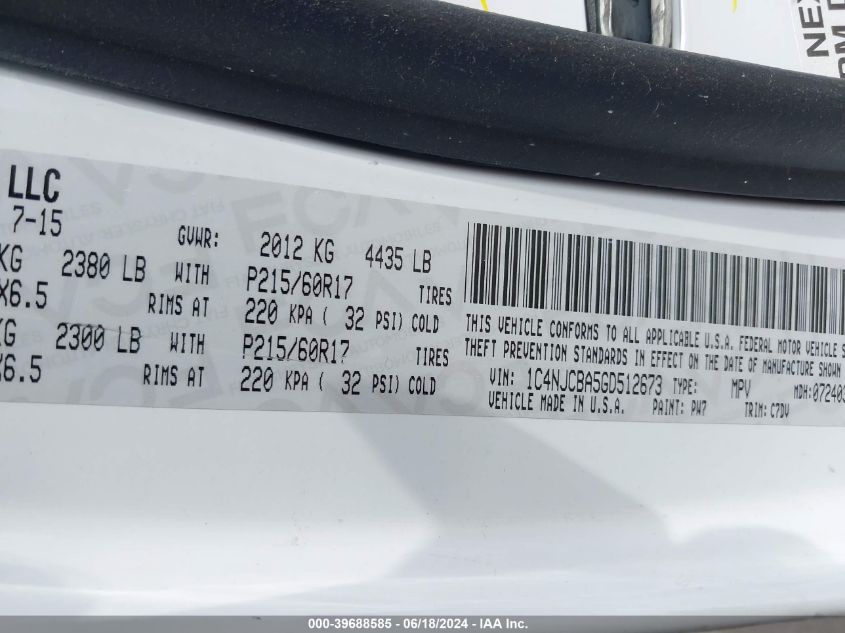 NEX
OM D
LLC
7-15
GVWR: 2012 KG 4435 LB
KG 2380 LB WITH P215/60R17 TIRES
X6.5 RIMS AT 220 KPA ( 32 PSI) COLD
KG 2300 LB WITH P215/60R17 TIRES
X6.5 RIMS AT 220 KPA ( 32 PSI) COLD
THIS VEHICLE CONFORMS TO ALL APPLICABLE U.S.A. FEDERAL MOTOR VEHICLE S
THEFT PREVENTION STANDARDS IN EFFECT ON THE DATE OF MANUFACTURE SHOWN
VIN: 1C4NJCBA5GD512673 TYPE: MPV MDH:072403
VEHICLE MADE IN U.S.A. PAINT: PW7 TRIM: C7DV
000-39688585 - 06/18/2024 - IAA Inc.